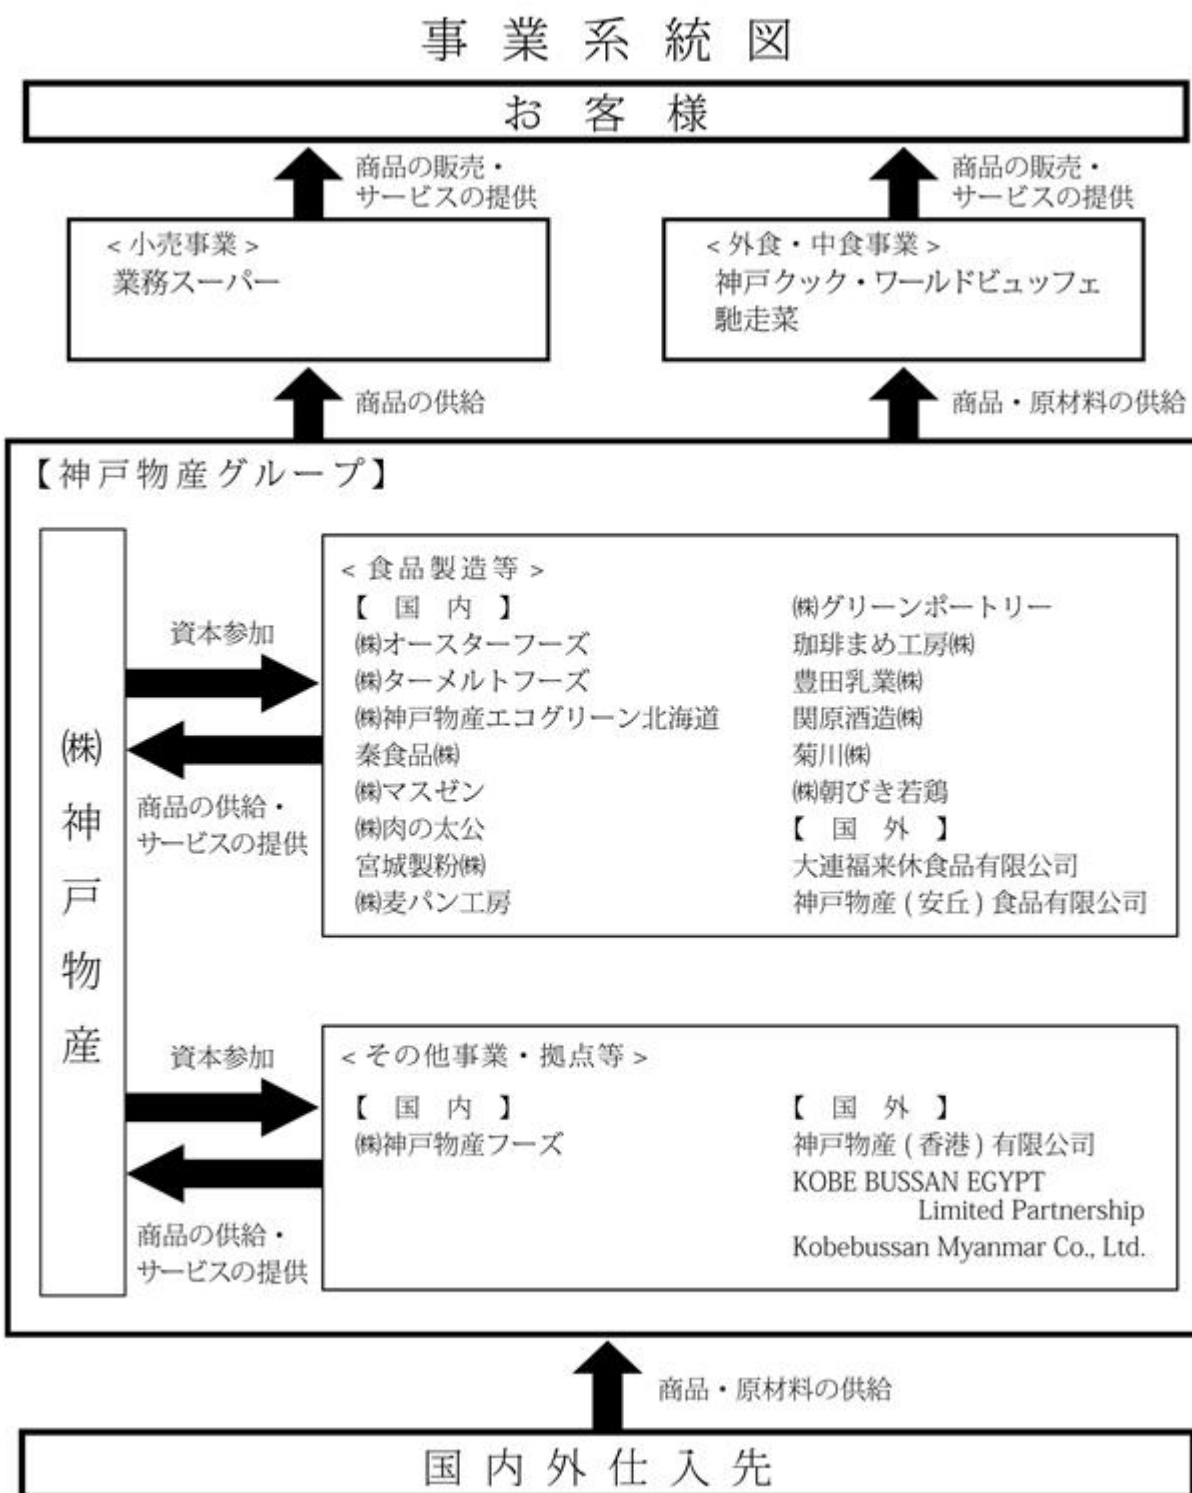 事業系統図
お客様
商品の販売・
サービスの提供
商品の販売・
サービスの提供
<小売事業>
業務スーパー
<外食・中食事業>
神戸クック・ワールドビュッフェ
馳走菜
商品の供給
商品・原材料の供給
【神戸物産グループ】
㈱神戸物産
資本参加
商品の供給・
サービスの提供
<食品製造等>
【国内】
㈱オースターフーズ
㈱ターメルトフーズ
㈱神戸物産エコグリーン北海道
秦食品㈱
㈱マスゼン
㈱肉の太公
宮城製粉㈱
㈱麦パン工房
㈱グリーンポートリー
珈琲まめ工房㈱
豊田乳業㈱
関原酒造㈱
菊川㈱
㈱朝びき若鶏
【国外】
大連福来休食品有限公司
神戸物産(安丘)食品有限公司
資本参加
商品の供給・
サービスの提供
<その他事業・拠点等>
【国内】
㈱神戸物産フーズ
【国外】
神戸物産(香港)有限公司
KOBE BUSSAN EGYPT
Limited Partnership
Kobebussan Myanmar Co., Ltd.
商品・原材料の供給
国内外仕入先